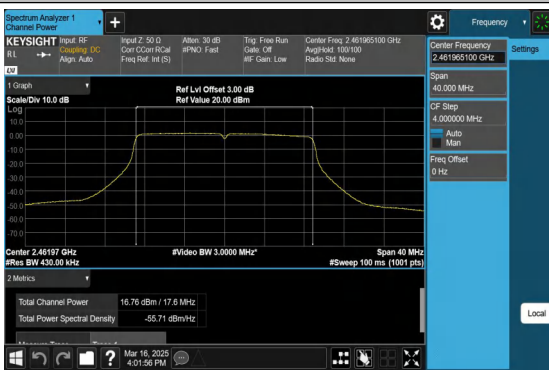 Spectrum Analyzer 1
Channel Power
Frequency
KEYSIGHT
RL
LXI
Input: RF
Coupling: DC
Align: Auto
Input Z: 50 Ω
Corr CCorr RCal
Freq Ref: Int (S)
Atten: 30 dB
#PNO: Fast
Trig: Free Run
Gate: Off
#IF Gain: Low
Center Freq: 2.461965100 GHz
Avg|Hold: 100/100
Radio Std: None
Center Frequency
2.461965100 GHz
Settings
Span
40.000 MHz
CF Step
4.000000 MHz
Auto
Man
Freq Offset
0 Hz
Local
1 Graph
Scale/Div 10.0 dB
Ref Lvl Offset 3.00 dB
Ref Value 20.00 dBm
Log
10.0
0.00
-10.0
-20.0
-30.0
-40.0
-50.0
-60.0
-70.0
Center 2.46197 GHz
#Res BW 430.00 kHz
#Video BW 3.0000 MHz*
Span 40 MHz
#Sweep 100 ms (1001 pts)
2 Metrics
Total Channel Power 16.76 dBm / 17.6 MHz
Total Power Spectral Density -55.71 dBm/Hz
Mar 16, 2025
4:01:56 PM